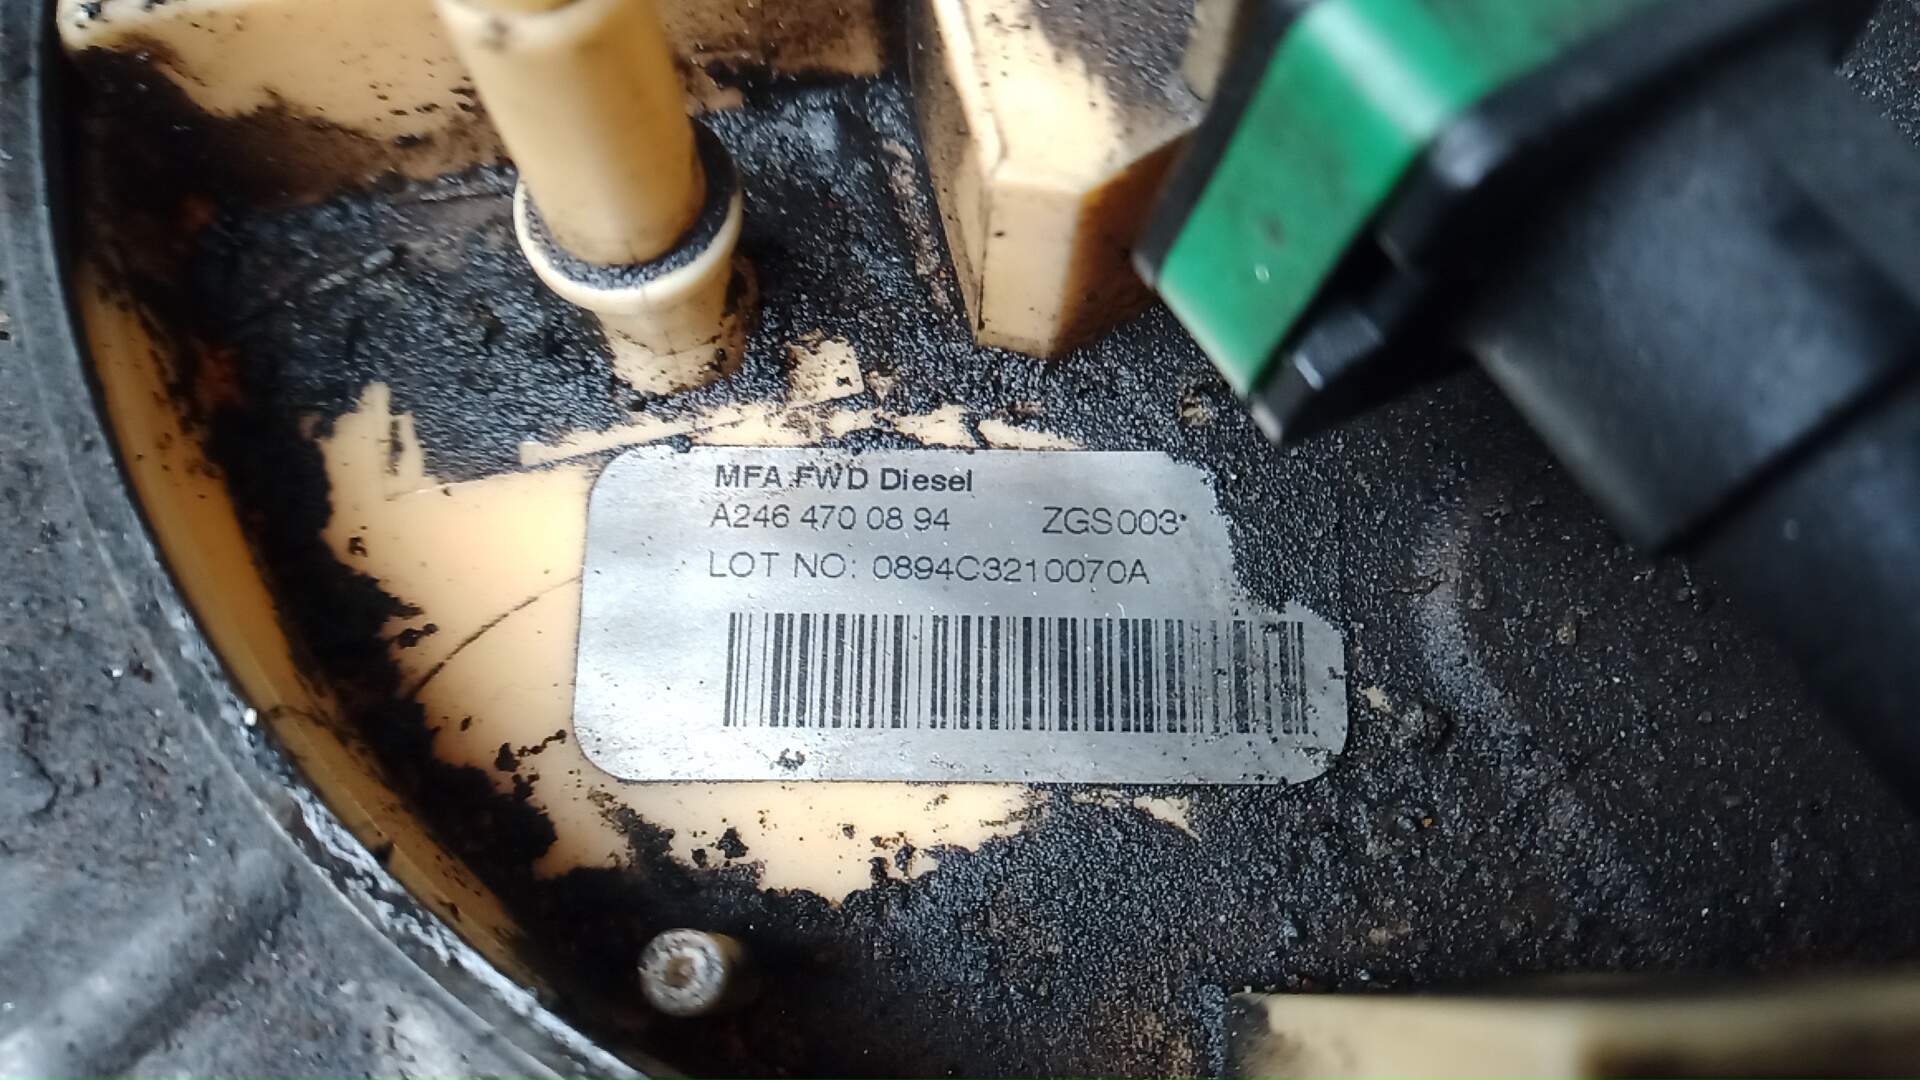 MFA FWD Diesel
A246 470 08 94 ZGS003
LOT NO: 0894C3210070A